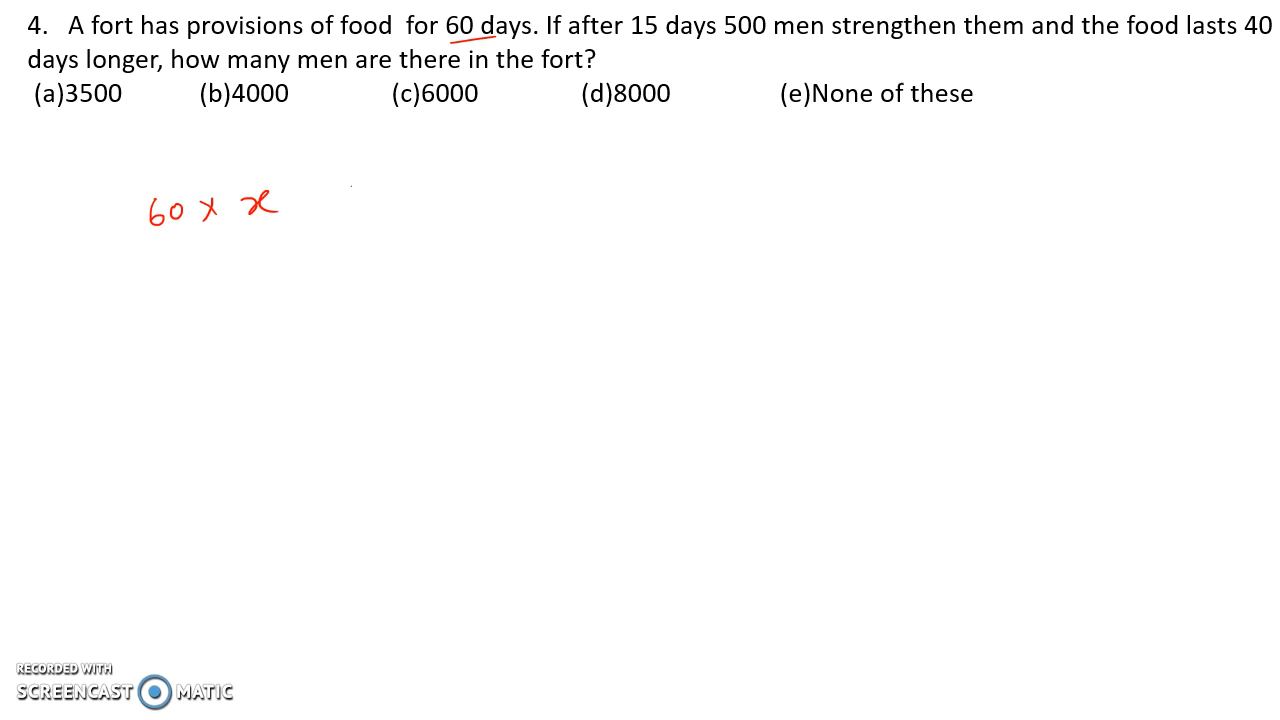 4. A fort has provisions of food for 60 days. If after 15 days 500 men strengthen them and the food lasts 40
days longer, how many men are there in the fort?
(a)3500 (b)4000 (c)6000 (d)8000 (e)None of these
60 × x
RECORDED WITH
SCREENCAST MATIC